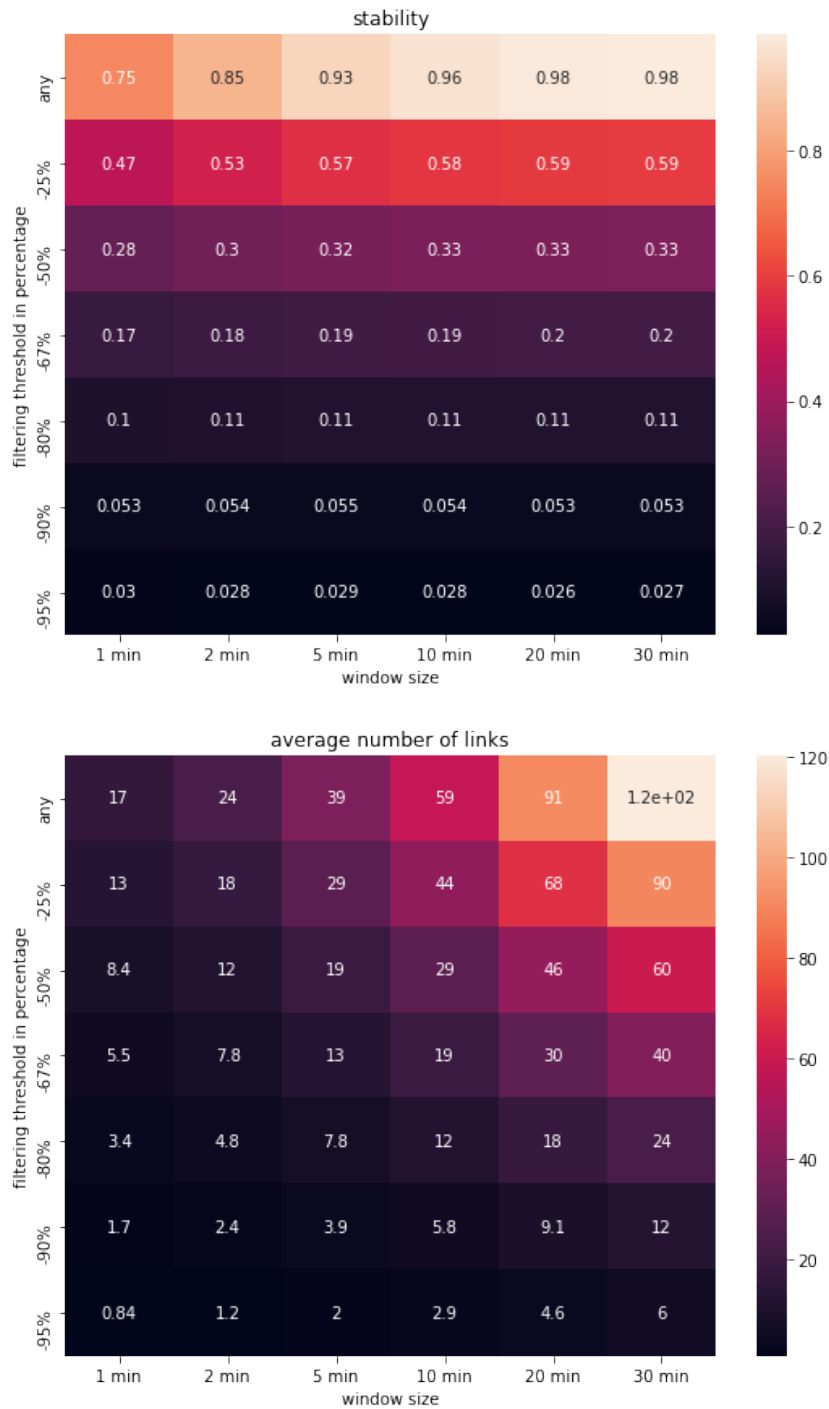 stability
any 0.75 0.85 0.93 0.96 0.98 0.98
-25% 0.47 0.53 0.57 0.58 0.59 0.59
-50% 0.28 0.3 0.32 0.33 0.33 0.33
-67% 0.17 0.18 0.19 0.19 0.2 0.2
-80% 0.1 0.11 0.11 0.11 0.11 0.11
-90% 0.053 0.054 0.055 0.054 0.053 0.053
-95% 0.03 0.028 0.029 0.028 0.026 0.027
filtering threshold in percentage
1 min 2 min 5 min 10 min 20 min 30 min
window size
0.8
0.6
0.4
0.2
average number of links
any 17 24 39 59 91 1.2e+02
-25% 13 18 29 44 68 90
-50% 8.4 12 19 29 46 60
-67% 5.5 7.8 13 19 30 40
-80% 3.4 4.8 7.8 12 18 24
-90% 1.7 2.4 3.9 5.8 9.1 12
-95% 0.84 1.2 2 2.9 4.6 6
filtering threshold in percentage
1 min 2 min 5 min 10 min 20 min 30 min
window size
120
100
80
60
40
20